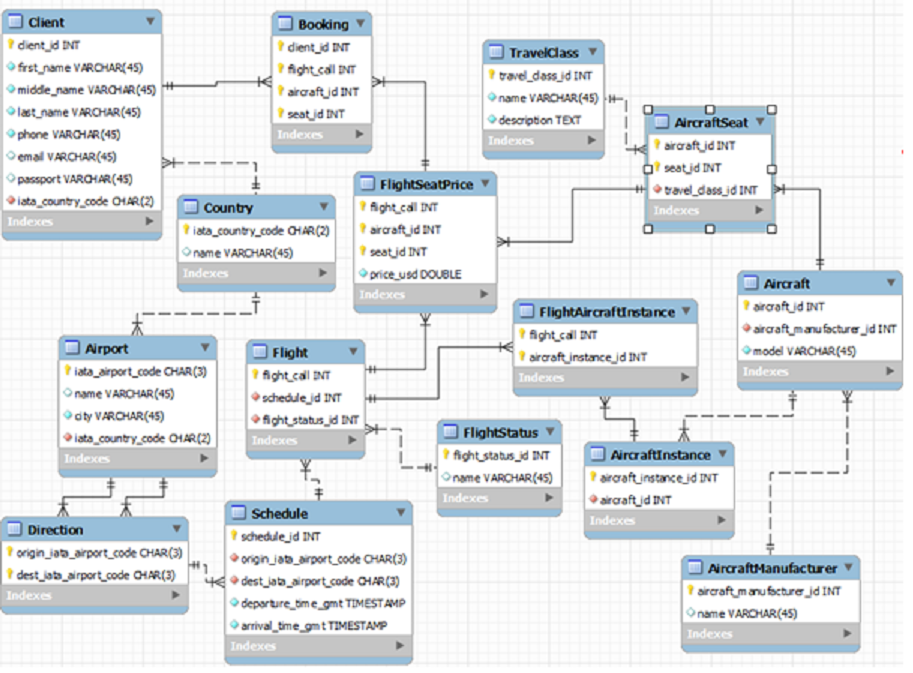 Client
client_id INT
first_name VARCHAR(45)
middle_name VARCHAR(45)
last_name VARCHAR(45)
phone VARCHAR(45)
email VARCHAR(45)
passport VARCHAR(45)
iata_country_code CHAR(2)
Indexes
Booking
client_id INT
flight_call INT
aircraft_id INT
seat_id INT
Indexes
TravelClass
travel_class_id INT
name VARCHAR(45)
description TEXT
Indexes
AircraftSeat
aircraft_id INT
seat_id INT
travel_class_id INT
Indexes
Country
iata_country_code CHAR(2)
name VARCHAR(45)
Indexes
FlightSeatPrice
flight_call INT
aircraft_id INT
seat_id INT
price_usd DOUBLE
Indexes
Aircraft
aircraft_id INT
aircraft_manufacturer_id INT
model VARCHAR(45)
Indexes
FlightAircraftInstance
flight_call INT
aircraft_instance_id INT
Indexes
Airport
iata_airport_code CHAR(3)
name VARCHAR(45)
city VARCHAR(45)
iata_country_code CHAR(2)
Indexes
Flight
flight_call INT
schedule_id INT
flight_status_id INT
Indexes
FlightStatus
flight_status_id INT
name VARCHAR(45)
Indexes
AircraftInstance
aircraft_instance_id INT
aircraft_id INT
Indexes
Direction
origin_iata_airport_code CHAR(3)
dest_iata_airport_code CHAR(3)
Indexes
Schedule
schedule_id INT
origin_iata_airport_code CHAR(3)
dest_iata_airport_code CHAR(3)
departure_time_gmt TIMESTAMP
arrival_time_gmt TIMESTAMP
Indexes
AircraftManufacturer
aircraft_manufacturer_id INT
name VARCHAR(45)
Indexes